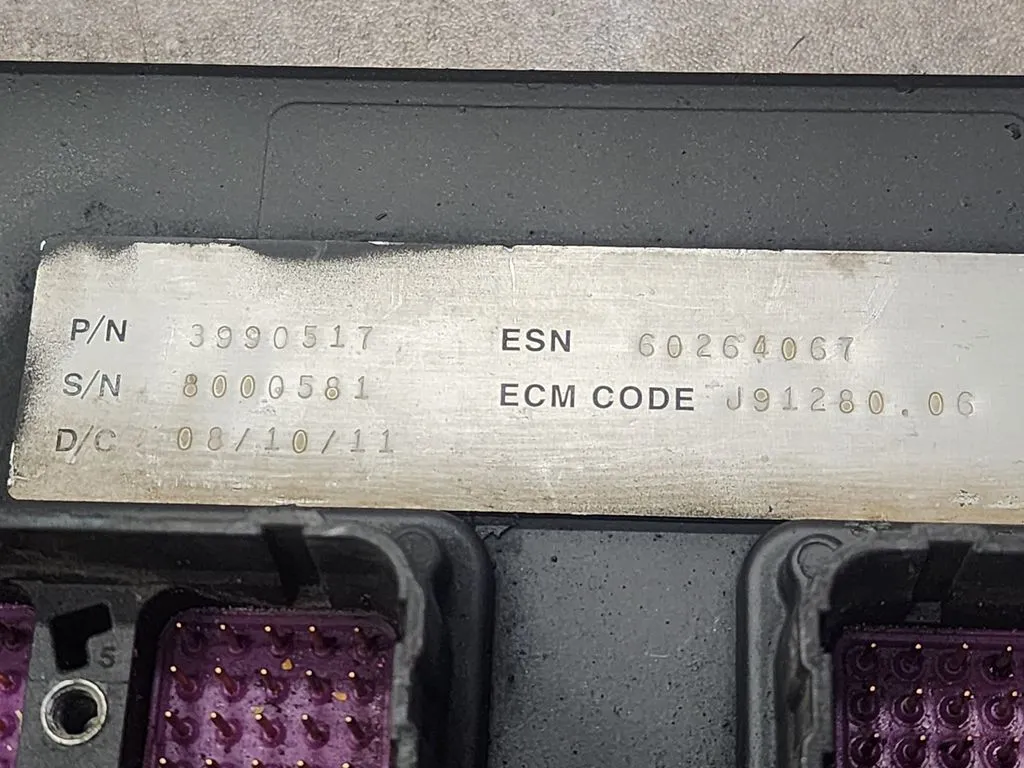 P/N 3990517 ESN 60264067
S/N 8000581 ECM CODE J91280.06
D/C 08/10/11
5